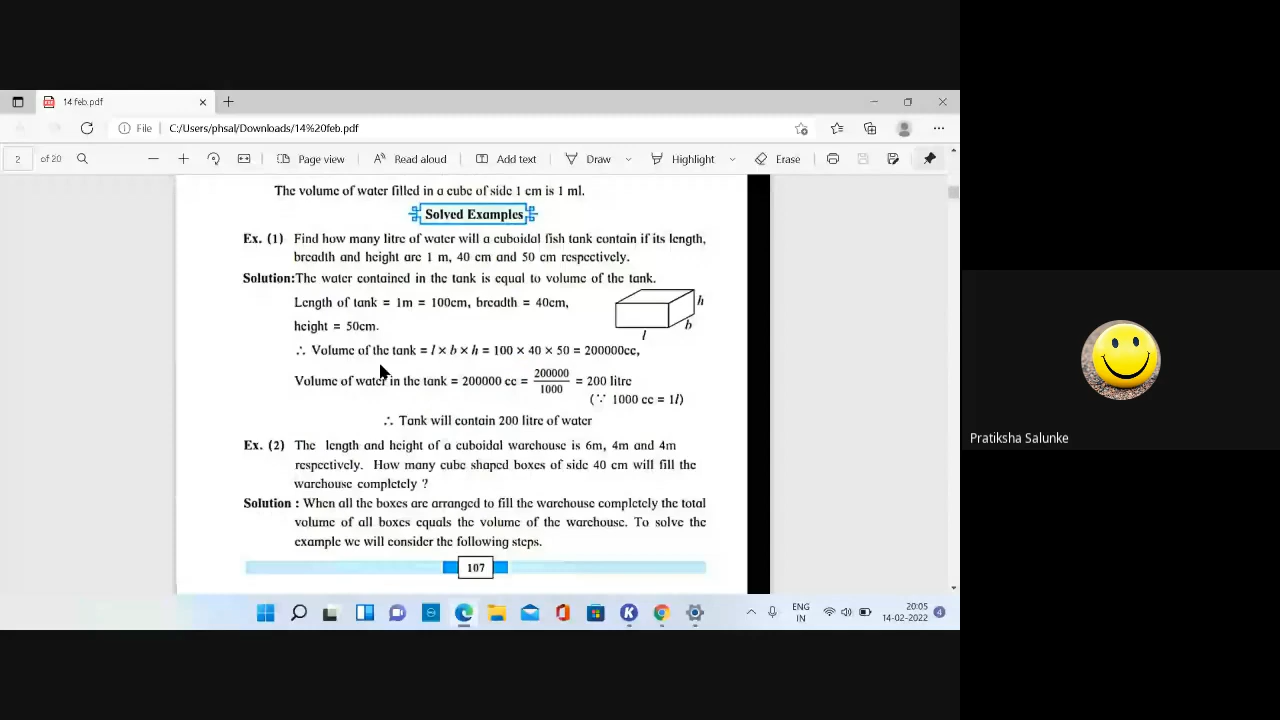 14 feb.pdf
File C:/Users/phsal/Downloads/14%20feb.pdf
2 of 20 Page view Read aloud Add text Draw Highlight Erase
The volume of water filled in a cube of side 1 cm is 1 ml.
Solved Examples
Ex. (1) Find how many litre of water will a cuboidal fish tank contain if its length,
breadth and height are 1 m, 40 cm and 50 cm respectively.
Solution:The water contained in the tank is equal to volume of the tank.
Length of tank = 1m = 100cm, breadth = 40cm,
height = 50cm.
h
b
l
∴ Volume of the tank = l × b × h = 100 × 40 × 50 = 200000cc,
Volume of water in the tank = 200000 cc = 200000/1000 = 200 litre
(∵ 1000 cc = 1l)
∴ Tank will contain 200 litre of water
Ex. (2) The length and height of a cuboidal warehouse is 6m, 4m and 4m
respectively. How many cube shaped boxes of side 40 cm will fill the
warehouse completely ?
Solution : When all the boxes are arranged to fill the warehouse completely the total
volume of all boxes equals the volume of the warehouse. To solve the
example we will consider the following steps.
107
Pratiksha Salunke
ENG
IN
20:05
14-02-2022
4